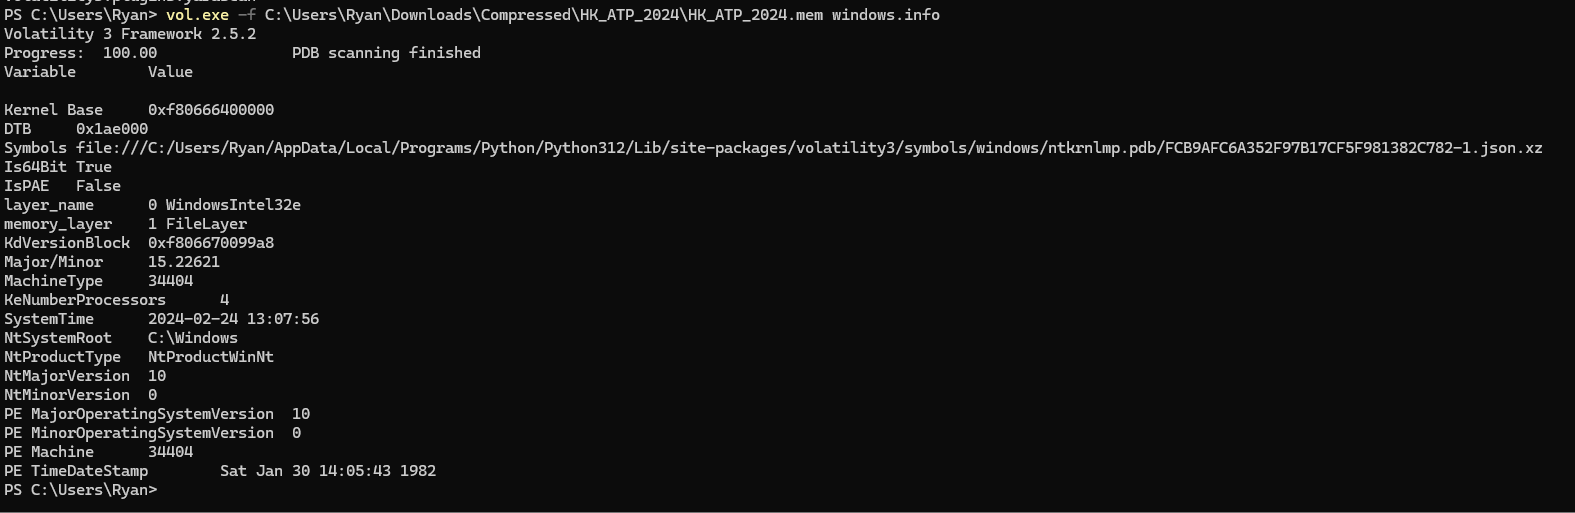 PS C:\Users\Ryan> vol.exe -f C:\Users\Ryan\Downloads\Compressed\HK_ATP_2024\HK_ATP_2024.mem windows.info
Volatility 3 Framework 2.5.2
Progress:  100.00               PDB scanning finished
Variable        Value
Kernel Base     0xf80666400000
DTB     0x1ae000
Symbols file:///C:/Users/Ryan/AppData/Local/Programs/Python/Python312/Lib/site-packages/volatility3/symbols/windows/ntkrnlmp.pdb/FCB9AFC6A352F97B17CF5F981382C782-1.json.xz
Is64Bit True
IsPAE   False
layer_name      0 WindowsIntel32e
memory_layer    1 FileLayer
KdVersionBlock  0xf806670099a8
Major/Minor     15.22621
MachineType     34404
KeNumberProcessors      4
SystemTime      2024-02-24 13:07:56
NtSystemRoot    C:\Windows
NtProductType   NtProductWinNt
NtMajorVersion  10
NtMinorVersion  0
PE MajorOperatingSystemVersion  10
PE MinorOperatingSystemVersion  0
PE Machine      34404
PE TimeDateStamp        Sat Jan 30 14:05:43 1982
PS C:\Users\Ryan>